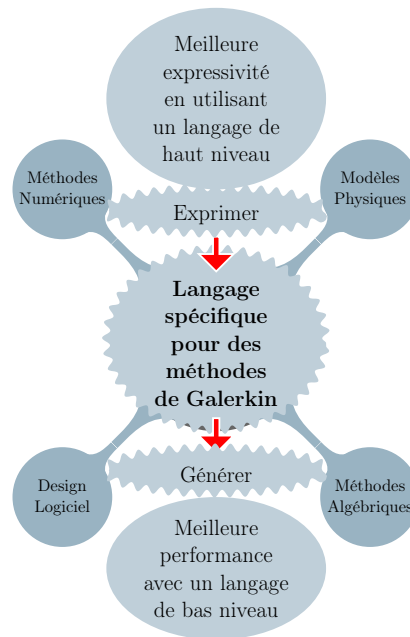 Meilleure
expressivité
en utilisant
un langage de
haut niveau
Méthodes
Numériques
Modèles
Physiques
Exprimer
Langage
spécifique
pour des
méthodes
de Galerkin
Générer
Design
Logiciel
Méthodes
Algébriques
Meilleure
performance
avec un langage
de bas niveau